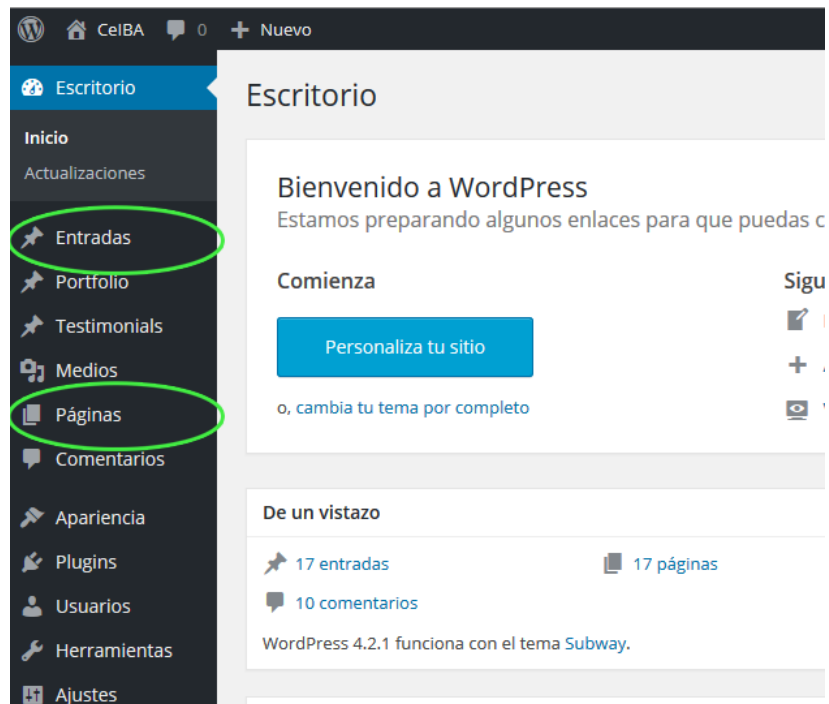 CeIBA 0 Nuevo
Escritorio
Inicio
Actualizaciones
Entradas
Portfolio
Testimonials
Medios
Páginas
Comentarios
Apariencia
Plugins
Usuarios
Herramientas
Ajustes
Escritorio
Bienvenido a WordPress
Estamos preparando algunos enlaces para que puedas c
Comienza
Personaliza tu sitio
o, cambia tu tema por completo
Sigu
De un vistazo
17 entradas 17 páginas
10 comentarios
WordPress 4.2.1 funciona con el tema Subway.